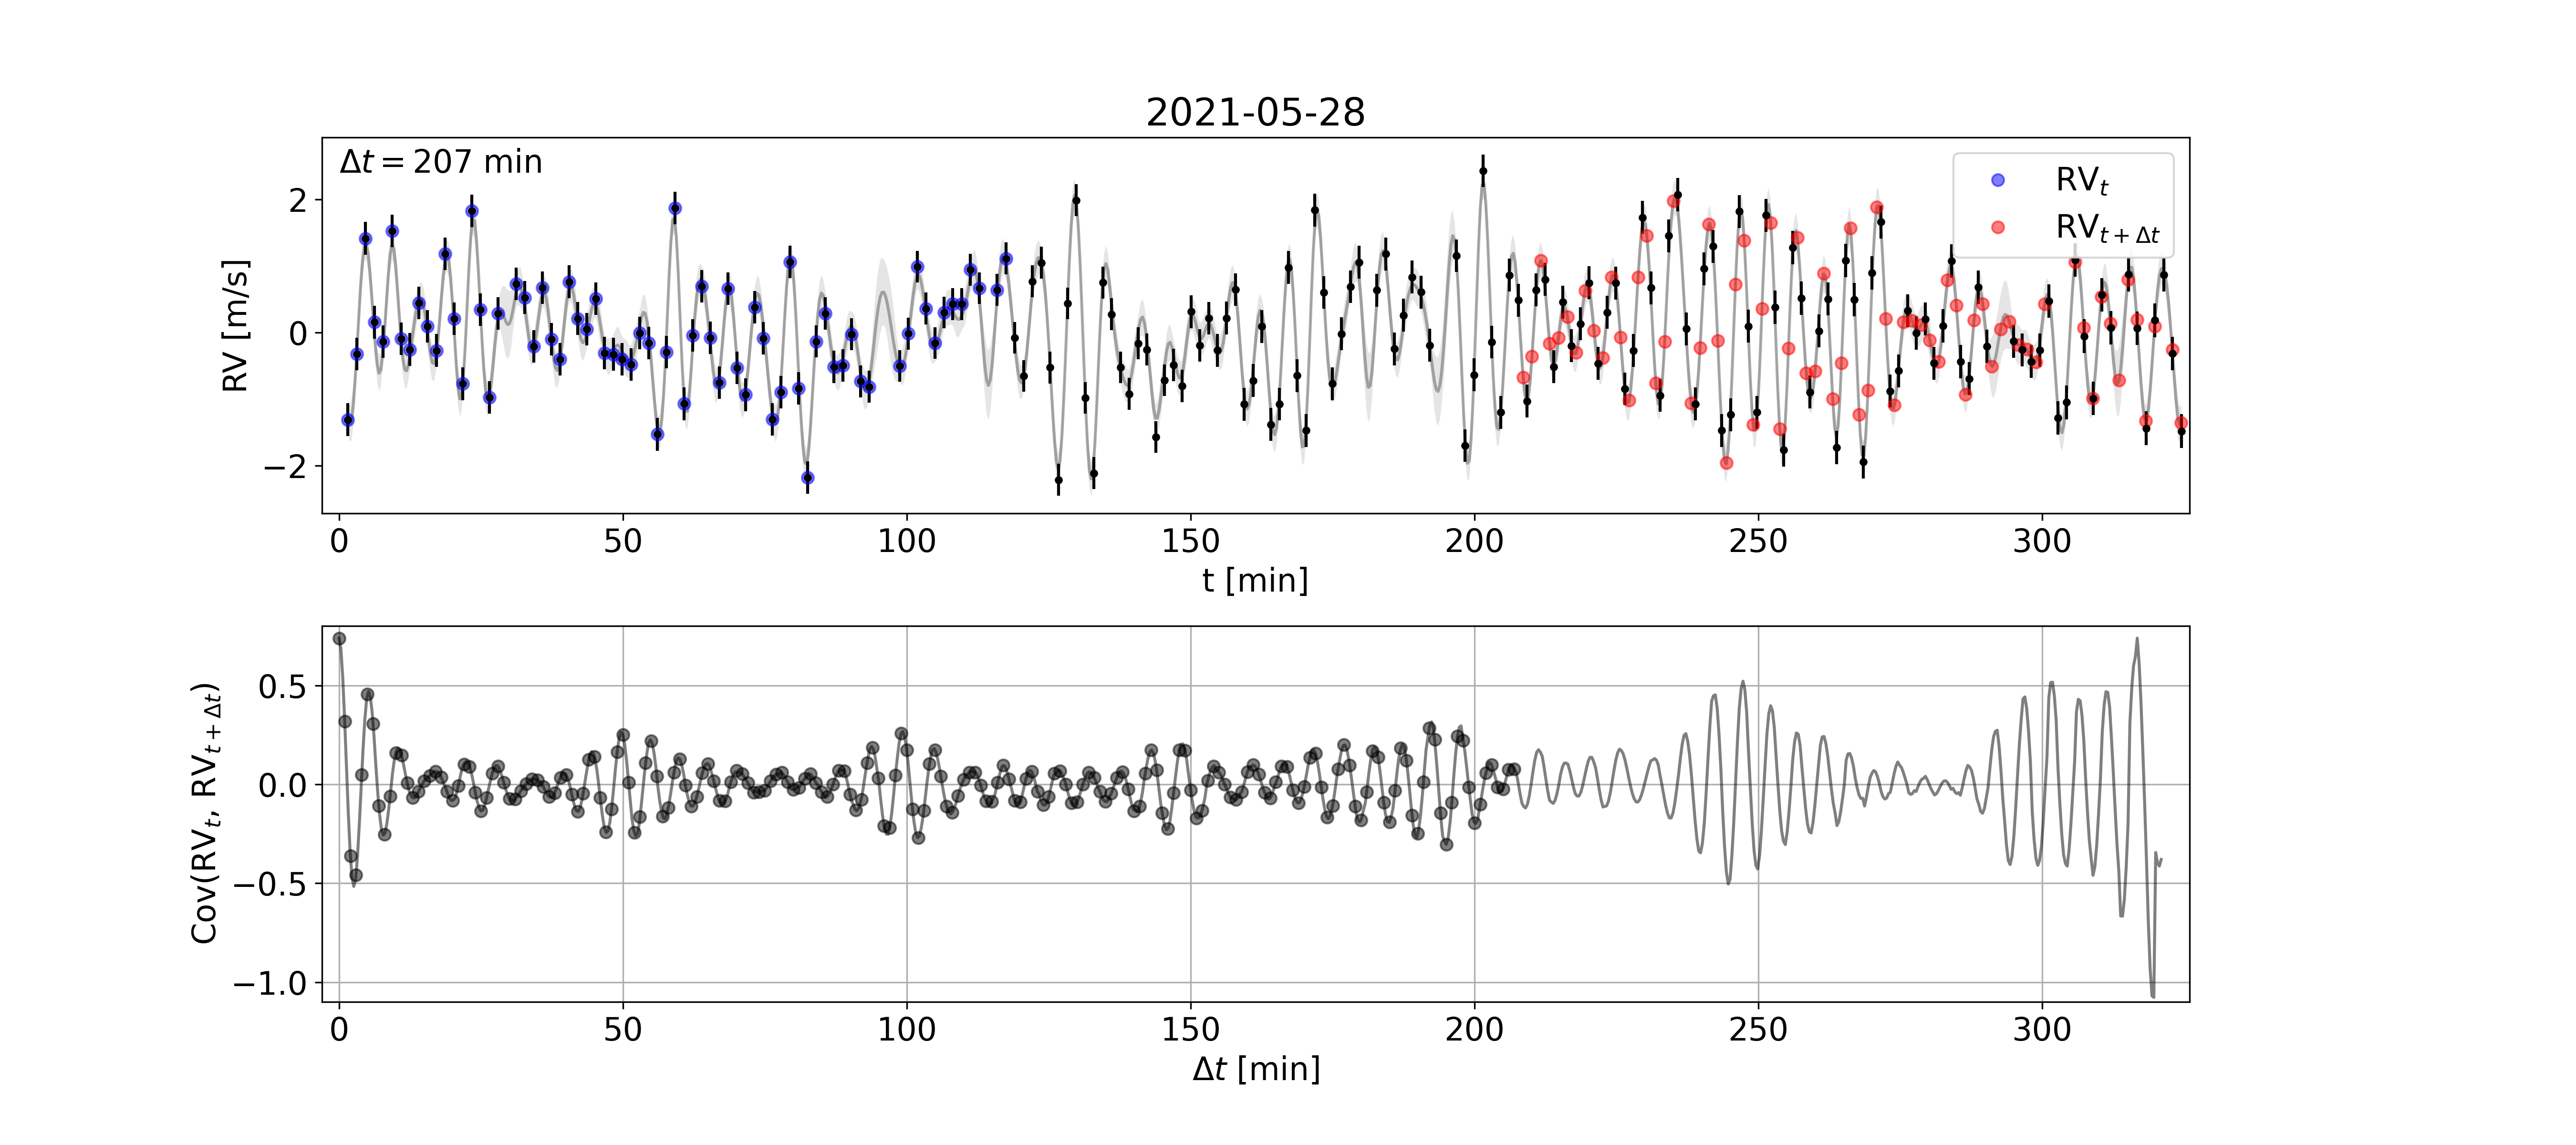 2021-05-28
Δt = 207 min
RV_t
RV_{t+Δt}
RV [m/s]
2
0
−2
0 50 100 150 200 250 300
t [min]
Cov(RV_t, RV_{t+Δt})
0.5
0.0
−0.5
−1.0
0 50 100 150 200 250 300
Δt [min]